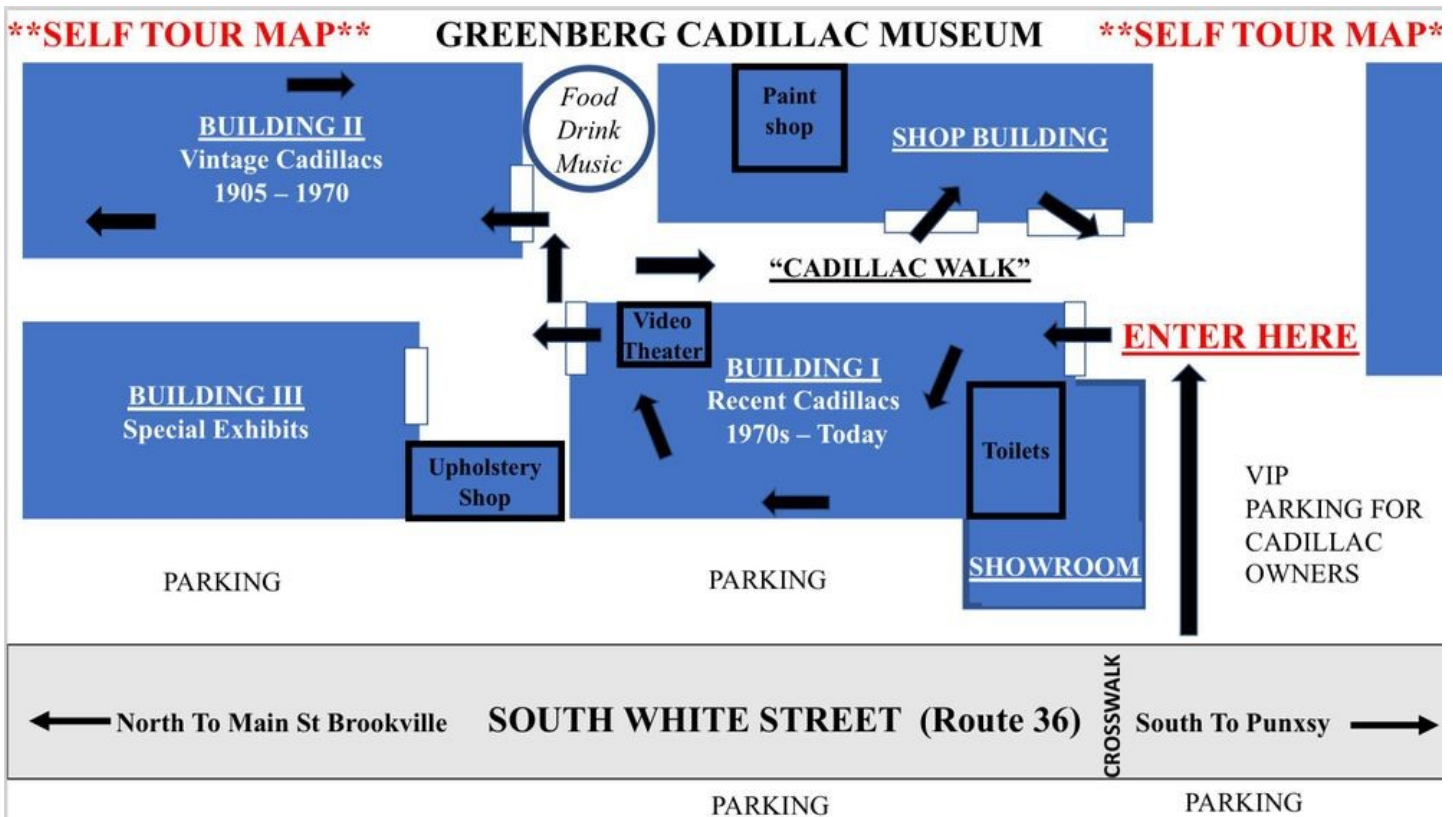 **SELF TOUR MAP** GREENBERG CADILLAC MUSEUM **SELF TOUR MAP*
BUILDING II
Vintage Cadillacs
1905 – 1970
Food
Drink
Music
Paint
shop
SHOP BUILDING
“CADILLAC WALK”
BUILDING III
Special Exhibits
Upholstery
Shop
Video
Theater
BUILDING I
Recent Cadillacs
1970s – Today
Toilets
ENTER HERE
SHOWROOM
VIP
PARKING FOR
CADILLAC
OWNERS
PARKING
PARKING
North To Main St Brookville
SOUTH WHITE STREET (Route 36)
CROSSWALK
South To Punxsy
PARKING
PARKING